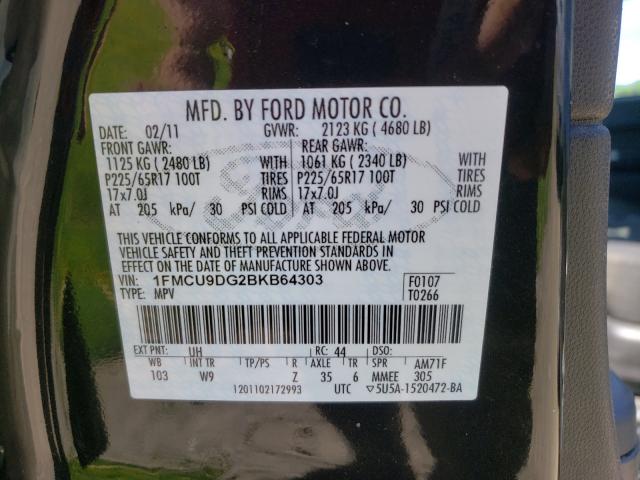 MFD. BY FORD MOTOR CO.
DATE: 02/11 GVWR: 2123 KG ( 4680 LB)
FRONT GAWR: REAR GAWR:
1125 KG ( 2480 LB) WITH 1061 KG ( 2340 LB) WITH
P225/65R17 100T TIRES P225/65R17 100T TIRES
17x7.0J RIMS 17x7.0J RIMS
AT 205 kPa/ 30 PSI COLD AT 205 kPa/ 30 PSI COLD
THIS VEHICLE CONFORMS TO ALL APPLICABLE FEDERAL MOTOR
VEHICLE SAFETY AND THEFT PREVENTION STANDARDS IN
EFFECT ON THE DATE OF MANUFACTURE SHOWN ABOVE.
VIN: 1FMCU9DG2BKB64303 F0107
TYPE: MPV T0266
EXT PNT: UH RC: 44 DSO:
WB INT TR TP/PS R AXLE TR SPR AM71F
103 W9 Z 35 6 MMEE 305
1201102172993 UTC ▽5U5A-1520472-BA